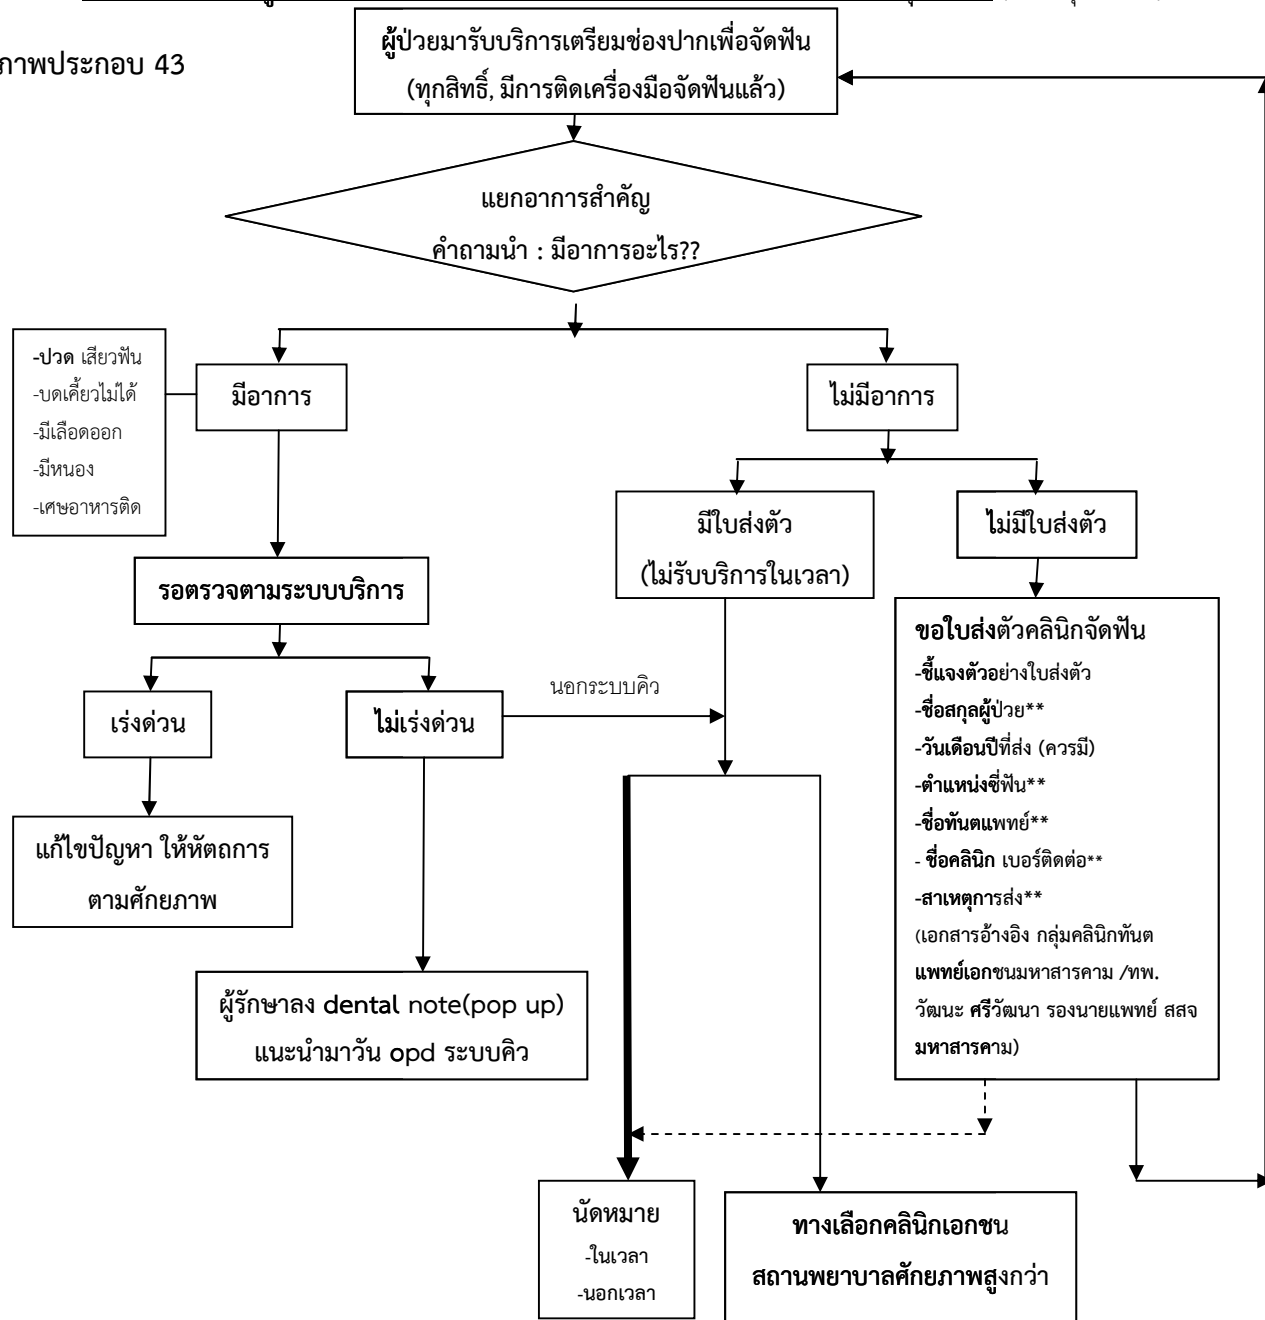 ภาพประกอบ 43
ผู้ป่วยมารับบริการเตรียมช่องปากเพื่อจัดฟัน
(ทุกสิทธิ์, มีการติดเครื่องมือจัดฟันแล้ว)
แยกอาการสำคัญ
คำถามนำ : มีอาการอะไร??
-ปวด เสียวฟัน
-บดเคี้ยวไม่ได้
-มีเลือดออก
-มีหนอง
-เศษอาหารติด
มีอาการ
ไม่มีอาการ
มีใบส่งตัว
(ไม่รับบริการในเวลา)
ไม่มีใบส่งตัว
รอตรวจตามระบบบริการ
เร่งด่วน
ไม่เร่งด่วน
นอกระบบคิว
ขอใบส่งตัวคลินิกจัดฟัน
-ชี้แจงตัวอย่างใบส่งตัว
-ชื่อสกุลผู้ป่วย**
-วันเดือนปีที่ส่ง (ควรมี)
-ตำแหน่งซี่ฟัน**
-ชื่อทันตแพทย์**
- ชื่อคลินิก เบอร์ติดต่อ**
-สาเหตุการส่ง**
(เอกสารอ้างอิง กลุ่มคลินิกทันต
แพทย์เอกชนมหาสารคาม /ทพ.
วัฒนะ ศรีวัฒนา รองนายแพทย์ สสจ
มหาสารคาม)
แก้ไขปัญหา ให้หัตถการ
ตามศักยภาพ
ผู้รักษาลง dental note(pop up)
แนะนำมาวัน opd ระบบคิว
นัดหมาย
-ในเวลา
-นอกเวลา
ทางเลือกคลินิกเอกชน
สถานพยาบาลศักยภาพสูงกว่า